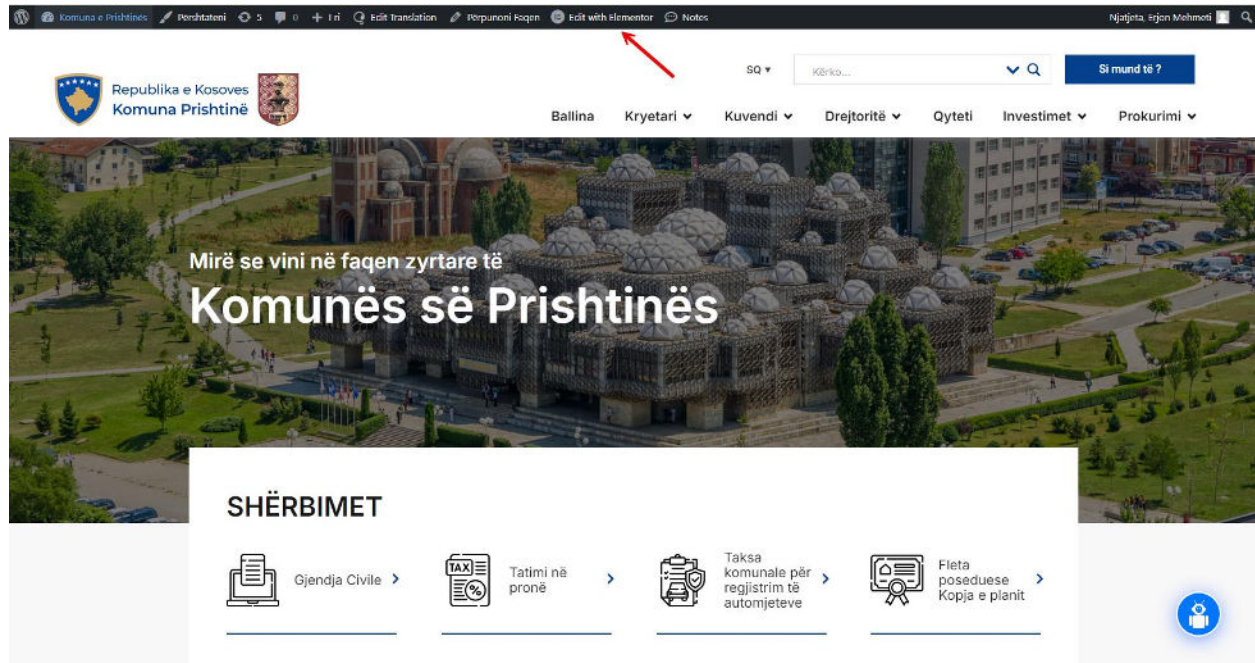 Komuna e Prishtinës Përshtateni 5 0 I ri Edit Translation Përpunoni Faqen Edit with Elementor Notes Njatjeta, Erjon Mehmeti
SQ Kërko... Si mund të ?
Republika e Kosoves
Komuna Prishtinë
Ballina Kryetari Kuvendi Drejtoritë Qyteti Investimet Prokurimi
Mirë se vini në faqen zyrtare të
Komunës së Prishtinës
SHËRBIMET
Gjendja Civile
TAX
Tatimi në
pronë
Taksa
komunale për
regjistrim të
automjeteve
Fleta
poseduese
Kopja e planit